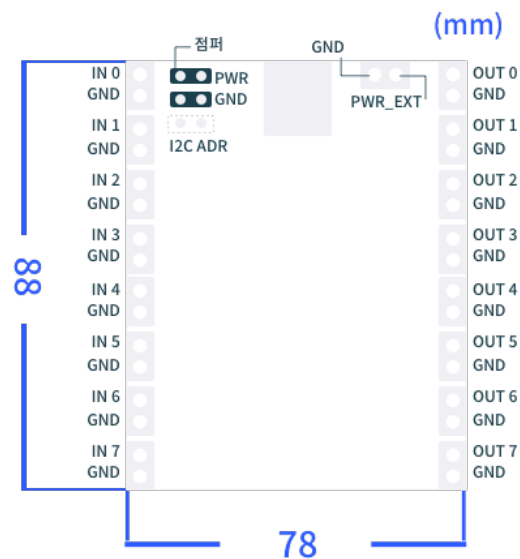 (mm)
점퍼
GND
IN 0
PWR
OUT 0
GND
GND
PWR_EXT
GND
IN 1
OUT 1
GND
I2C ADR
GND
IN 2
OUT 2
GND
GND
IN 3
OUT 3
GND
GND
88
IN 4
OUT 4
GND
GND
IN 5
OUT 5
GND
GND
IN 6
OUT 6
GND
GND
IN 7
OUT 7
GND
GND
78